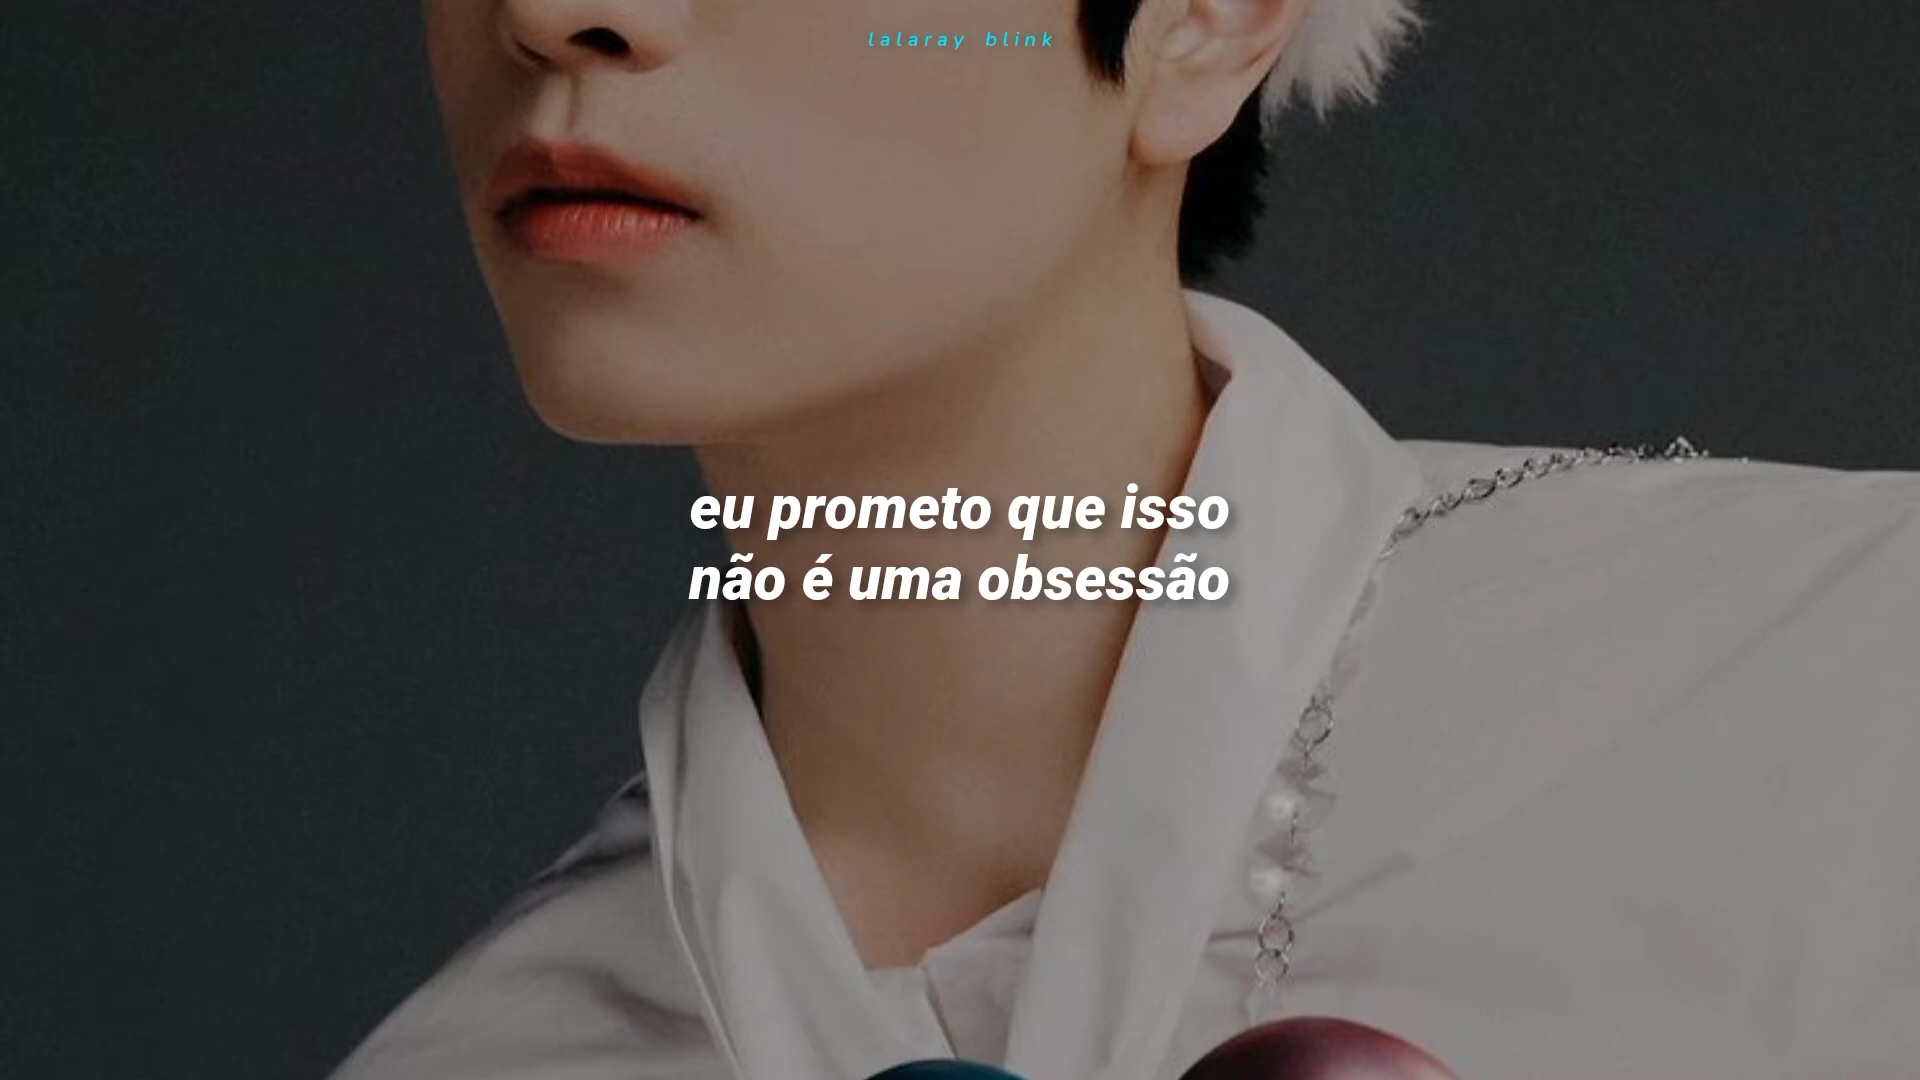 lalaray blink
eu prometo que isso
não é uma obsessão